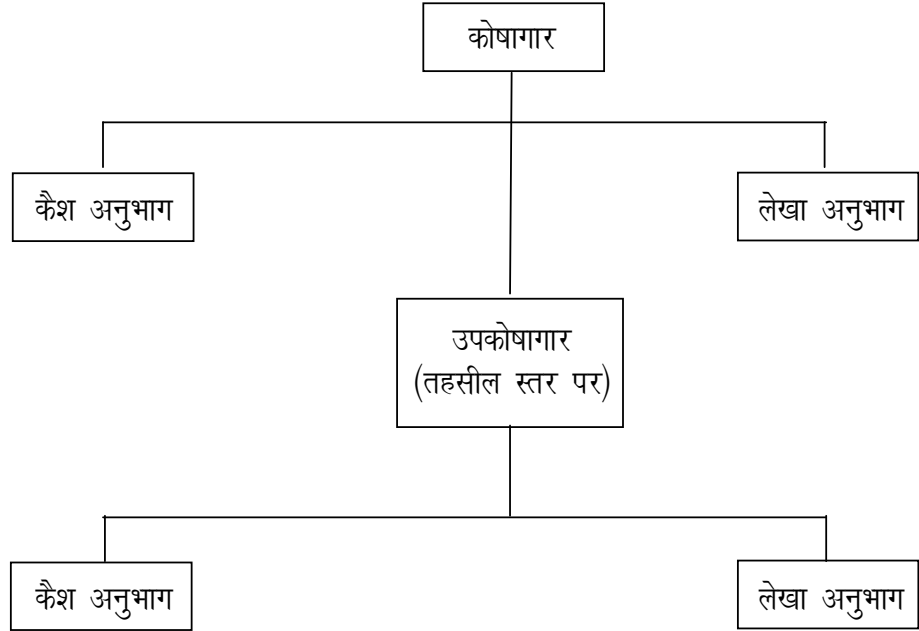 कोषागार
कैश अनुभाग
लेखा अनुभाग
उपकोषागार
(तहसील स्तर पर)
कैश अनुभाग
लेखा अनुभाग